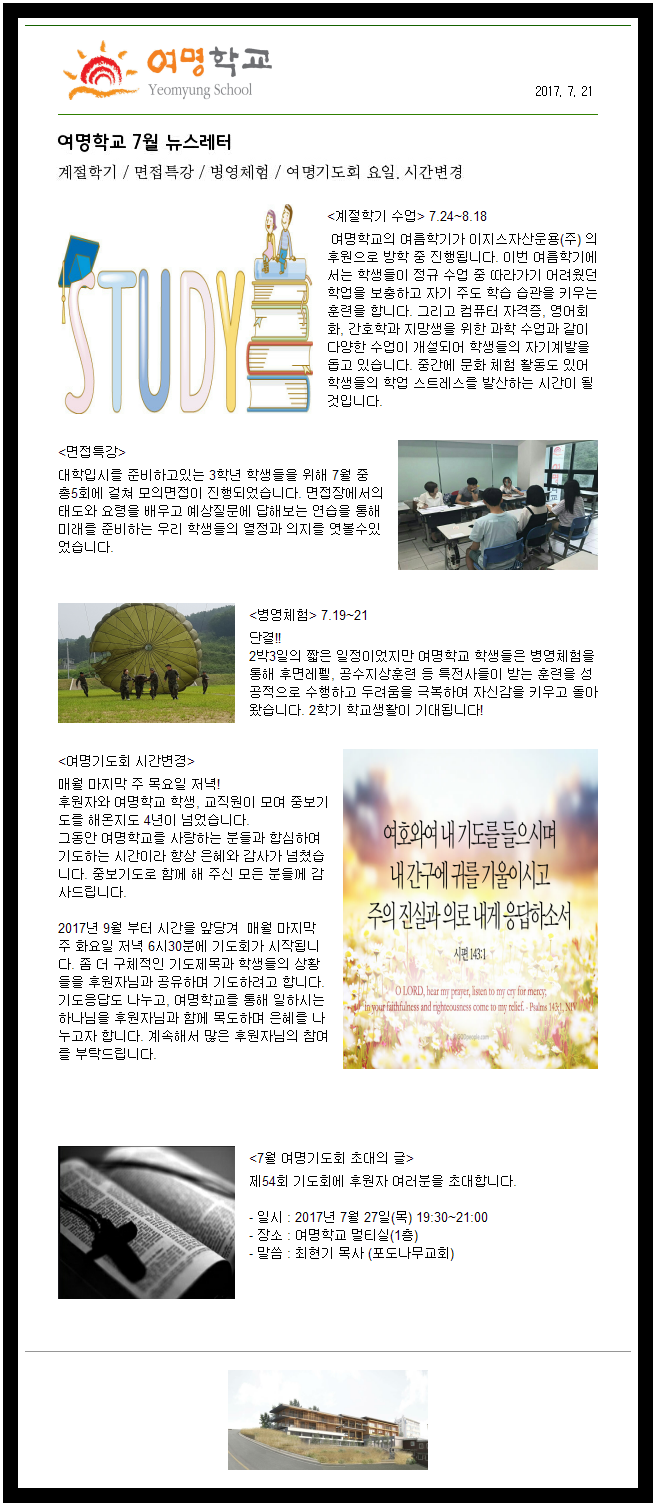 여명학교
Yeomyung School
2017. 7. 21
여명학교 7월 뉴스레터
계절학기 / 면접특강 / 병영체험 / 여명기도회 요일, 시간변경
STUDY
<계절학기 수업> 7.24~8.18
여명학교의 여름학기가 이지스자산운용(주) 의
후원으로 방학 중 진행됩니다. 이번 여름학기에
서는 학생들이 정규 수업 중 따라가기 어려웠던
학업을 보충하고 자기 주도 학습 습관을 키우는
훈련을 합니다. 그리고 컴퓨터 자격증, 영어회
화, 간호학과 지망생을 위한 과학 수업과 같이
다양한 수업이 개설되어 학생들의 자기계발을
돕고 있습니다. 중간에 문화 체험 활동도 있어
학생들의 학업 스트레스를 발산하는 시간이 될
것입니다.
<면접특강>
대학입시를 준비하고있는 3학년 학생들을 위해 7월 중
총5회에 걸쳐 모의면접이 진행되었습니다. 면접장에서의
태도와 요령을 배우고 예상질문에 답해보는 연습을 통해
미래를 준비하는 우리 학생들의 열정과 의지를 엿볼수있
었습니다.
<병영체험> 7.19~21
단결!!
2박3일의 짧은 일정이었지만 여명학교 학생들은 병영체험을
통해 후면레펠, 공수지상훈련 등 특전사들이 받는 훈련을 성
공적으로 수행하고 두려움을 극복하며 자신감을 키우고 돌아
왔습니다. 2학기 학교생활이 기대됩니다!
<여명기도회 시간변경>
매월 마지막 주 목요일 저녁!
후원자와 여명학교 학생, 교직원이 모여 중보기
도를 해온지도 4년이 넘었습니다.
그동안 여명학교를 사랑하는 분들과 합심하여
기도하는 시간이라 항상 은혜와 감사가 넘쳤습
니다. 중보기도로 함께 해 주신 모든 분들께 감
사드립니다.
2017년 9월 부터 시간을 앞당겨  매월 마지막
주 화요일 저녁 6시30분에 기도회가 시작됩니
다. 좀 더 구체적인 기도제목과 학생들의 상황
들을 후원자님과 공유하며 기도하려고 합니다.
기도응답도 나누고, 여명학교를 통해 일하시는
하나님을 후원자님과 함께 목도하며 은혜를 나
누고자 합니다. 계속해서 많은 후원자님의 참여
를 부탁드립니다.
여호와여 내 기도를 들으시며
내 간구에 귀를 기울이시고
주의 진실과 의로 내게 응답하소서
시편 143:1
O LORD, hear my prayer, listen to my cry for mercy;
in your faithfulness and righteousness come to my relief. - Psalms 143:1, NIV
<7월 여명기도회 초대의 글>
제54회 기도회에 후원자 여러분을 초대합니다.
- 일시 : 2017년 7월 27일(목) 19:30~21:00
- 장소 : 여명학교 멀티실(1층)
- 말씀 : 최현기 목사 (포도나무교회)